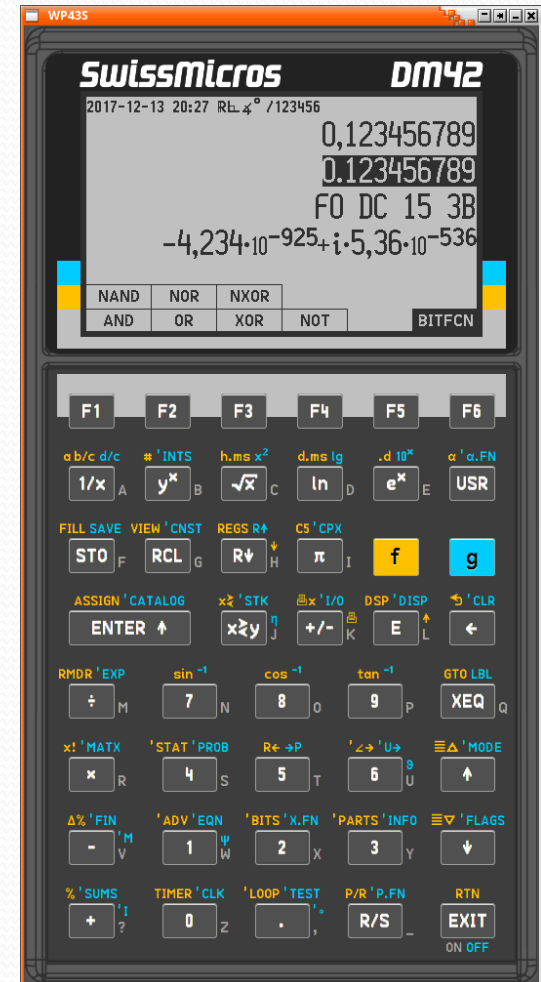 WP43S
SwissMicros DM42
2017-12-13 20:27 R∟∡° /123456
0,123456789
0.123456789
F0 DC 15 3B
-4,234·10⁻⁹²⁵+i·5,36·10⁻⁵³⁶
NAND NOR NXOR
AND OR XOR NOT BITFCN
F1 F2 F3 F4 F5 F6
a b/c d/c # 'INTS h.ms x² d.ms lg .d 10ˣ α 'α.FN
1/x A yˣ B √x C ln D eˣ E USR
FILL SAVE VIEW 'CNST REGS R↑ C5 'CPX
STO F RCL G R↓ H π I f g
ASSIGN 'CATALOG x⇄ 'STK 🖶x 'I/O DSP 'DISP ↰ 'CLR
ENTER ↑ x⇄y η J +/- 🖶 K E ↑ L ←
RMDR 'EXP sin ⁻¹ cos ⁻¹ tan ⁻¹ GTO LBL
÷ M 7 N 8 O 9 P XEQ Q
x! 'MATX 'STAT 'PROB R← →P '∠→ 'U→ ≡△ 'MODE
× R 4 S 5 T 6 ϑ U ↑
Δ% 'FIN 'ADV 'EQN 'BITS 'X.FN 'PARTS 'INFO ≡▽ 'FLAGS
- 'M V 1 Ψ W 2 X 3 Y ↓
% 'SUMS TIMER 'CLK 'LOOP 'TEST P/R 'P.FN RTN
+ 'I ? 0 Z . '° , R/S _ EXIT
ON OFF